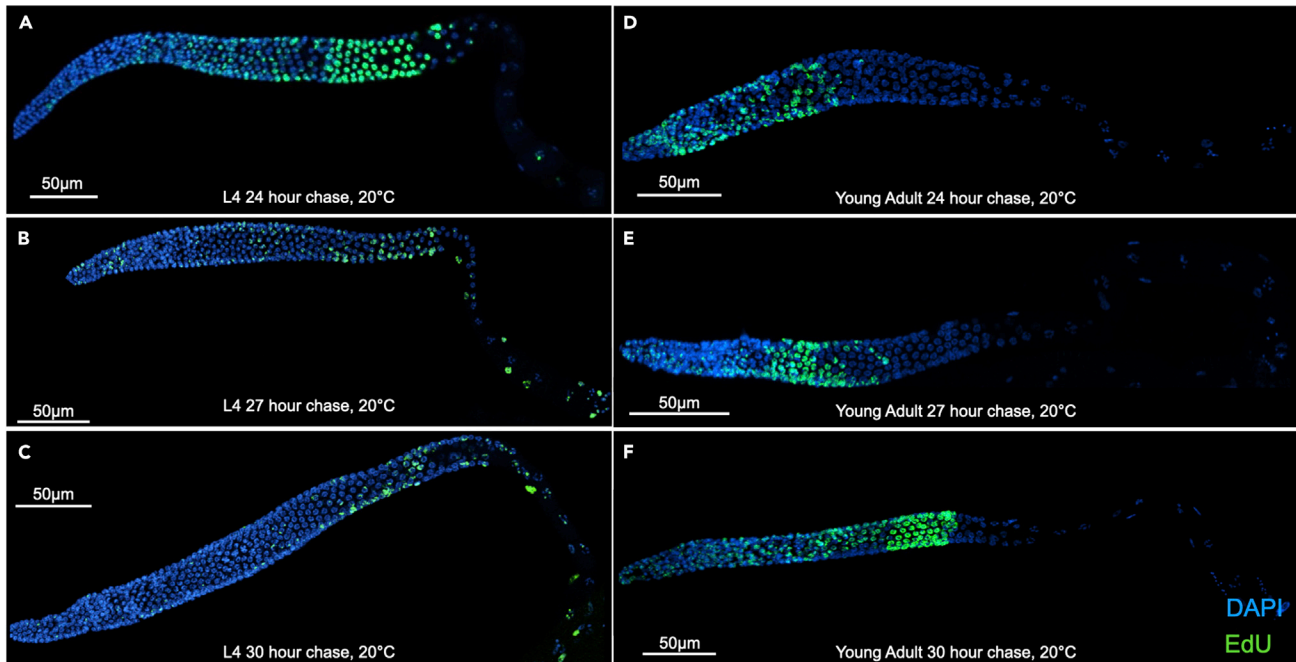 A
50µm
L4 24 hour chase, 20°C
B
50µm
L4 27 hour chase, 20°C
C
50µm
L4 30 hour chase, 20°C
D
50µm
Young Adult 24 hour chase, 20°C
E
50µm
Young Adult 27 hour chase, 20°C
F
50µm
Young Adult 30 hour chase, 20°C
DAPI
EdU